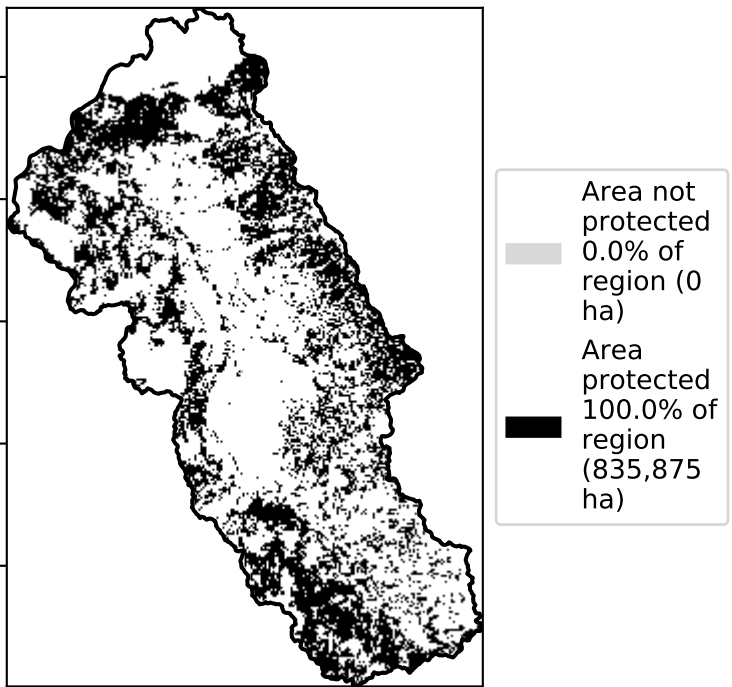 Area not
protected
0.0% of
region (0
ha)
Area
protected
100.0% of
region
(835,875
ha)